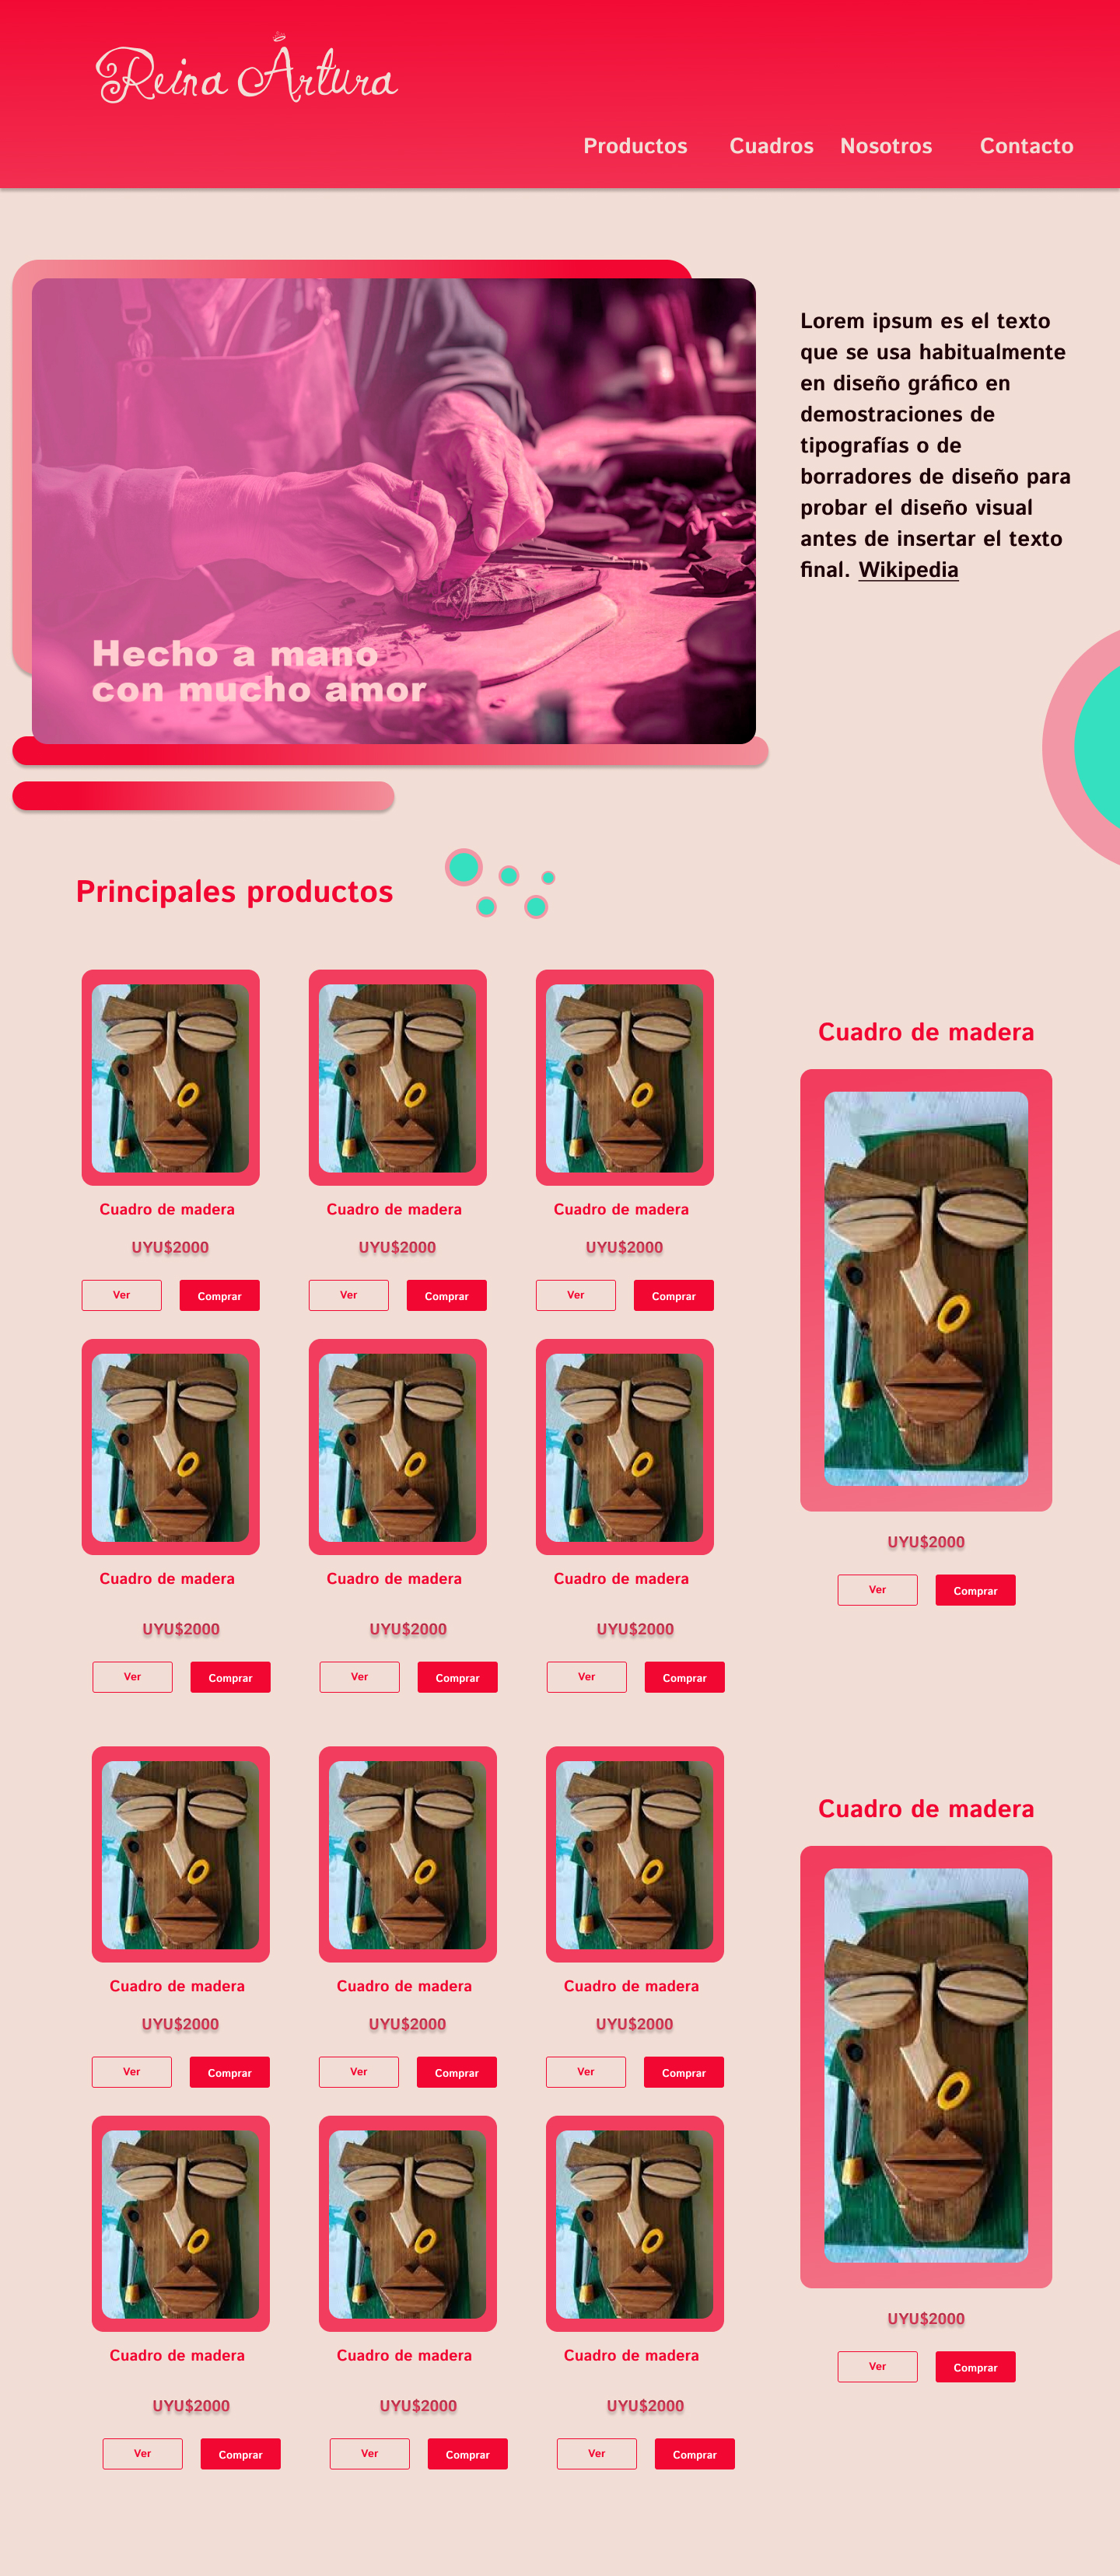 Reina Artura
Productos Cuadros Nosotros Contacto
Lorem ipsum es el texto
que se usa habitualmente
en diseño gráfico en
demostraciones de
tipografías o de
borradores de diseño para
probar el diseño visual
antes de insertar el texto
final. Wikipedia
Hecho a mano
con mucho amor
Principales productos
Cuadro de madera Cuadro de madera Cuadro de madera
UYU$2000 UYU$2000 UYU$2000
Ver Comprar Ver Comprar Ver Comprar
Cuadro de madera Cuadro de madera Cuadro de madera
UYU$2000 UYU$2000 UYU$2000
Ver Comprar Ver Comprar Ver Comprar
Cuadro de madera
UYU$2000
Ver Comprar
Cuadro de madera Cuadro de madera Cuadro de madera
UYU$2000 UYU$2000 UYU$2000
Ver Comprar Ver Comprar Ver Comprar
Cuadro de madera Cuadro de madera Cuadro de madera
UYU$2000 UYU$2000 UYU$2000
Ver Comprar Ver Comprar Ver Comprar
Cuadro de madera
UYU$2000
Ver Comprar